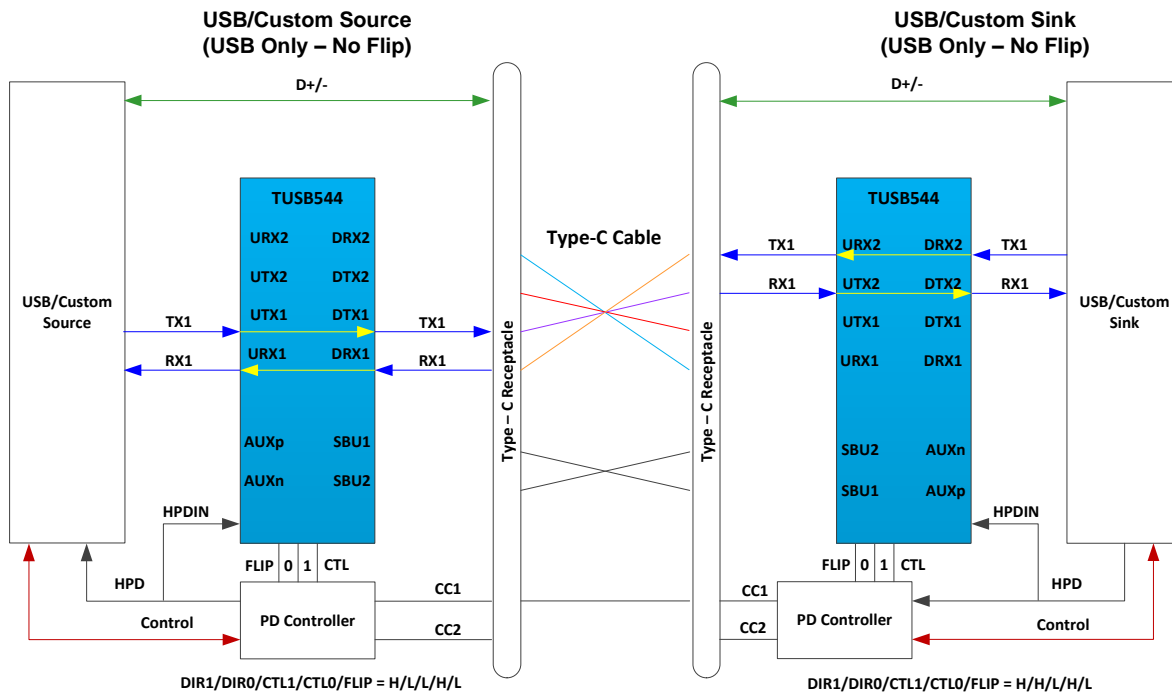 USB/Custom Source
(USB Only – No Flip)
USB/Custom Sink
(USB Only – No Flip)
D+/-
D+/-
TUSB544
TUSB544
Type-C Cable
URX2 DRX2
UTX2 DTX2
UTX1 DTX1
URX1 DRX1
AUXp SBU1
AUXn SBU2
USB/Custom
Source
TX1
TX1
RX1
RX1
Type – C Receptacle
Type – C Receptacle
TX1
URX2 DRX2
TX1
RX1
UTX2 DTX2
RX1
UTX1 DTX1
URX1 DRX1
SBU2 AUXn
SBU1 AUXp
USB/Custom
Sink
HPDIN
HPDIN
FLIP 0 1 CTL
FLIP 0 1 CTL
HPD
HPD
Control
Control
PD Controller
PD Controller
CC1
CC2
CC1
CC2
DIR1/DIR0/CTL1/CTL0/FLIP = H/L/L/H/L
DIR1/DIR0/CTL1/CTL0/FLIP = H/H/L/H/L